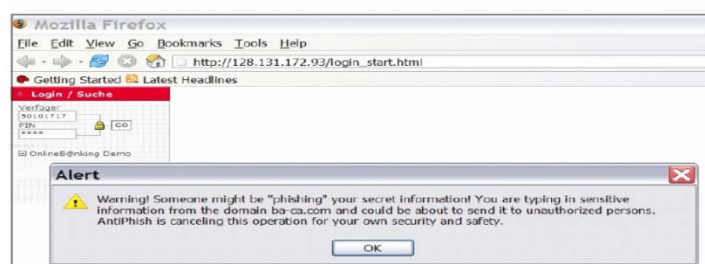 Mozilla Firefox
File Edit View Go Bookmarks Tools Help
http://128.131.172.93/login_start.html
Getting Started Latest Headlines
Login / Suche
Verfüger
50101717
PIN
**** GO
OnlineB@nking Demo
Alert
Warning! Someone might be "phishing" your secret information! You are typing in sensitive
information from the domain ba-ca.com and could be about to send it to unauthorized persons.
AntiPhish is canceling this operation for your own security and safety.
OK